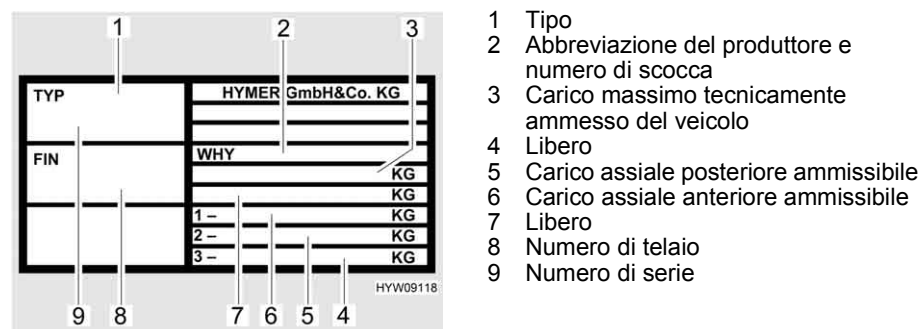 1 2 3
TYP
HYMER GmbH&Co. KG
FIN
WHY
KG
KG
1 – KG
2 – KG
3 – KG
HYW09118
9 8 7 6 5 4
1 Tipo
2 Abbreviazione del produttore e
numero di scocca
3 Carico massimo tecnicamente
ammesso del veicolo
4 Libero
5 Carico assiale posteriore ammissibile
6 Carico assiale anteriore ammissibile
7 Libero
8 Numero di telaio
9 Numero di serie